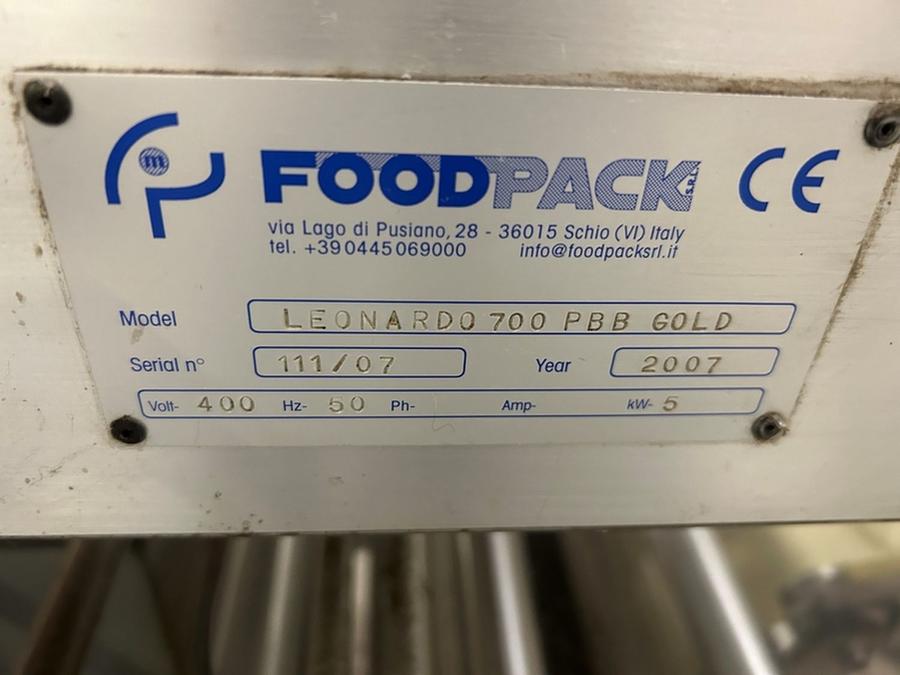 m
FOODPACK S.R.L.
CE
via Lago di Pusiano, 28 - 36015 Schio (VI) Italy
tel. +390445069000 info@foodpacksrl.it
Model LEONARDO 700 PBB GOLD
Serial n° 111/07 Year 2007
Volt- 400 Hz- 50 Ph- Amp- kW- 5